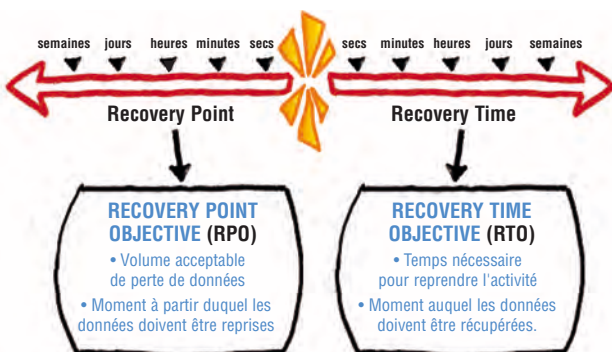 semaines jours heures minutes secs
secs minutes heures jours semaines
Recovery Point
Recovery Time
RECOVERY POINT
OBJECTIVE (RPO)
• Volume acceptable
de perte de données
• Moment à partir duquel les
données doivent être reprises
RECOVERY TIME
OBJECTIVE (RTO)
• Temps nécessaire
pour reprendre l'activité
• Moment auquel les données
doivent être récupérées.